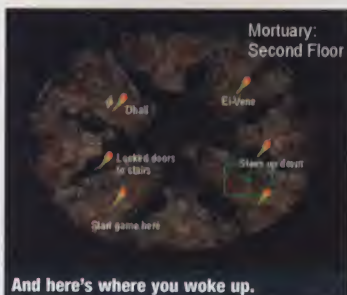 Mortuary:
Second Floor
Dhall
Ei-Vene
Locked doors
to stairs
Stairs up/down
Start game here
And here's where you woke up.